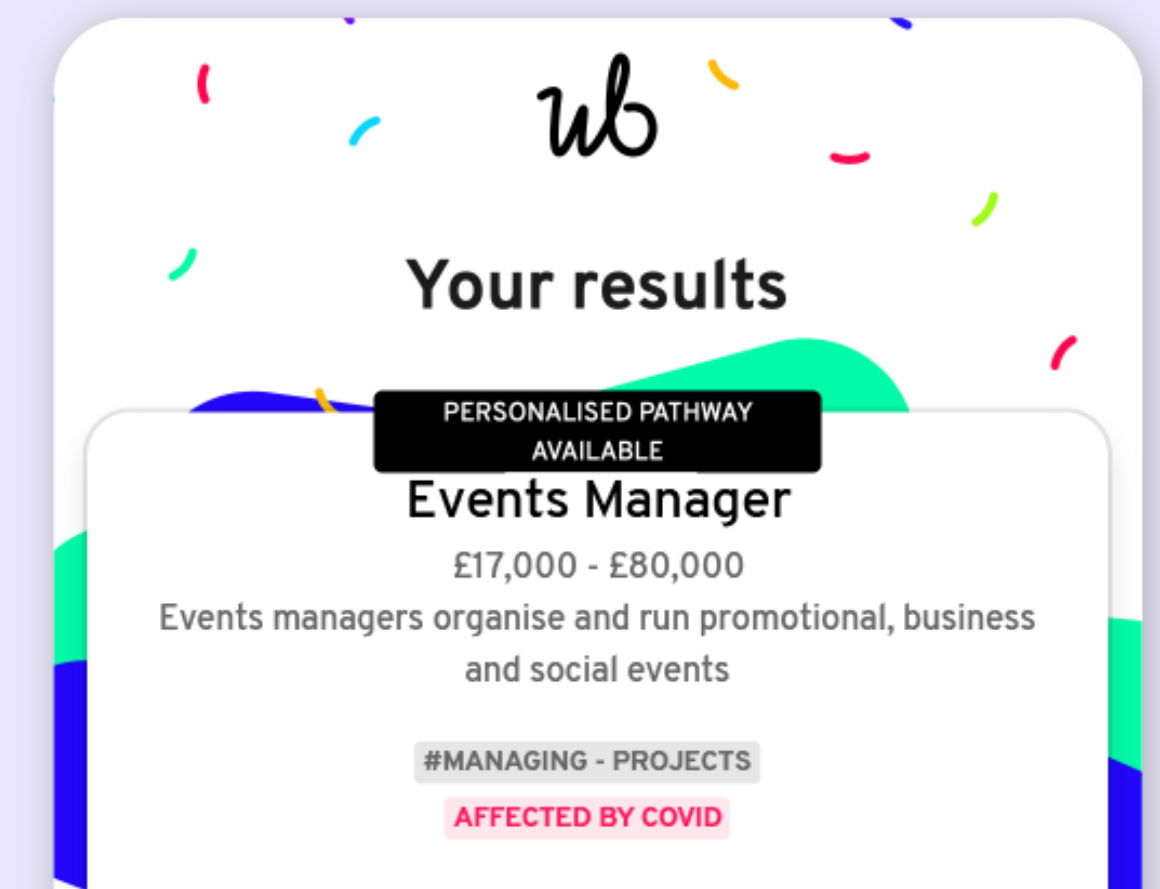 ub
Your results
PERSONALISED PATHWAY
AVAILABLE
Events Manager
£17,000 - £80,000
Events managers organise and run promotional, business
and social events
#MANAGING - PROJECTS
AFFECTED BY COVID